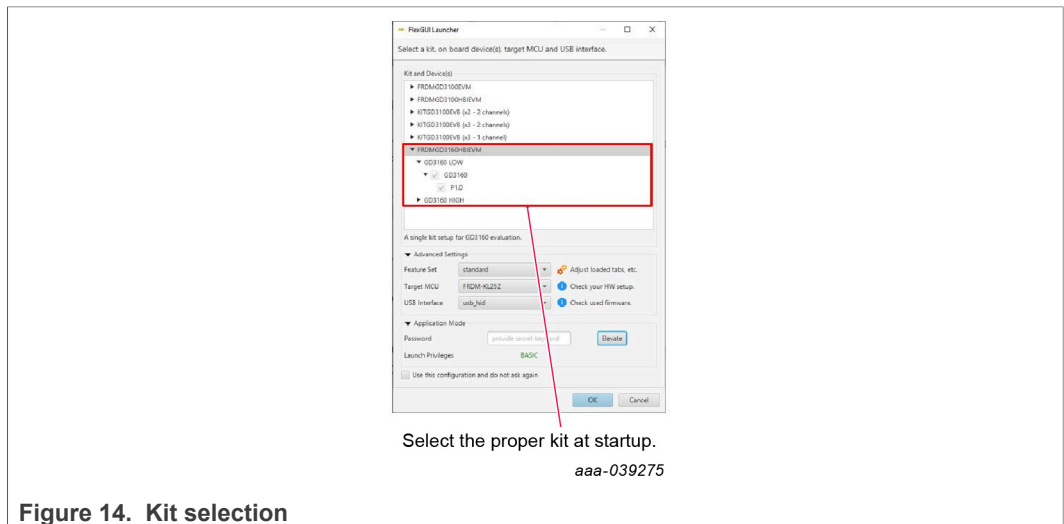 FlexGUI Launcher
Select a kit, on board device(s), target MCU and USB interface.
Kit and Device(s)
FRDMGD3100EVM
FRDMGD3100HBIEVM
KITGD3100EVB (x2 - 2 channels)
KITGD3100EVB (x3 - 2 channels)
KITGD3100EVB (x3 - 1 channel)
FRDMGD3160HBIEVM
GD3160 LOW
GD3160
P1.0
GD3160 HIGH
A single kit setup for GD3160 evaluation.
Advanced Settings
Feature Set standard Adjust loaded tabs, etc.
Target MCU FRDM-KL25Z Check your HW setup.
USB Interface usb_hid Check used firmware.
Application Mode
Password provide secret keyword Elevate
Launch Privileges BASIC
Use this configuration and do not ask again
OK Cancel
Select the proper kit at startup.
aaa-039275
Figure 14. Kit selection